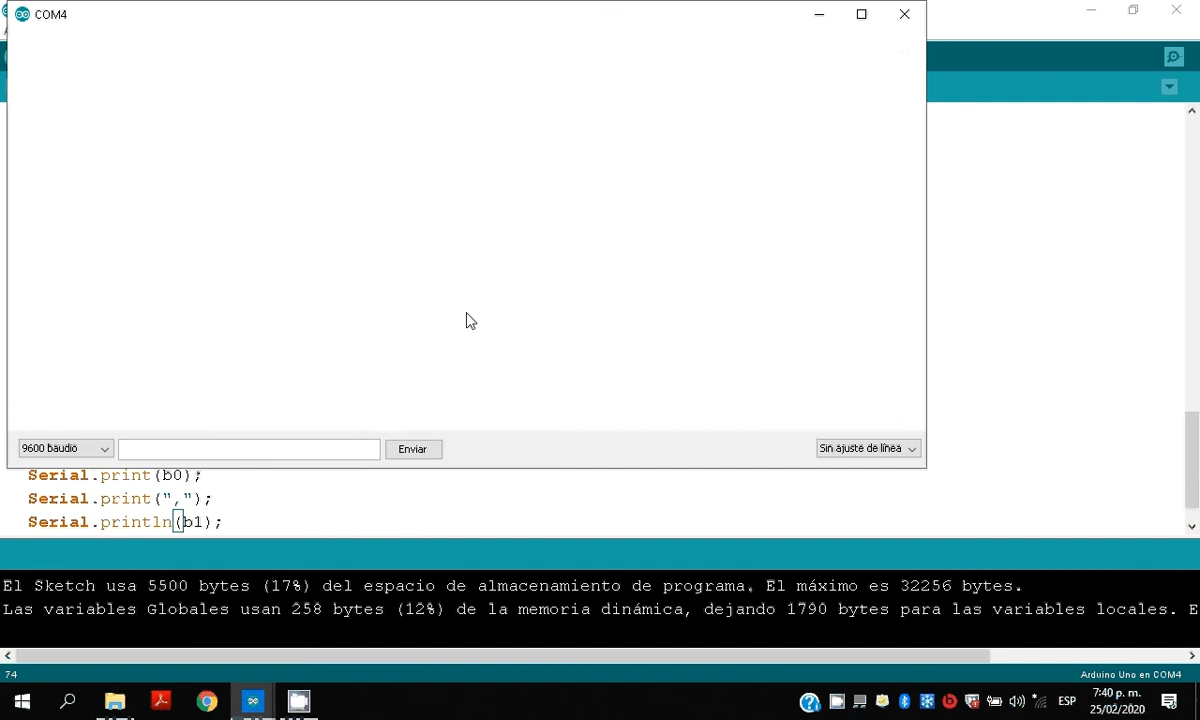 COM4
9600 baudio
Enviar
Sin ajuste de línea
Serial.print(b0);
Serial.print(",");
Serial.println(b1);
El Sketch usa 5500 bytes (17%) del espacio de almacenamiento de programa. El máximo es 32256 bytes.
Las variables Globales usan 258 bytes (12%) de la memoria dinámica, dejando 1790 bytes para las variables locales. E
74
Arduino Uno en COM4
ESP
7:40 p. m.
25/02/2020